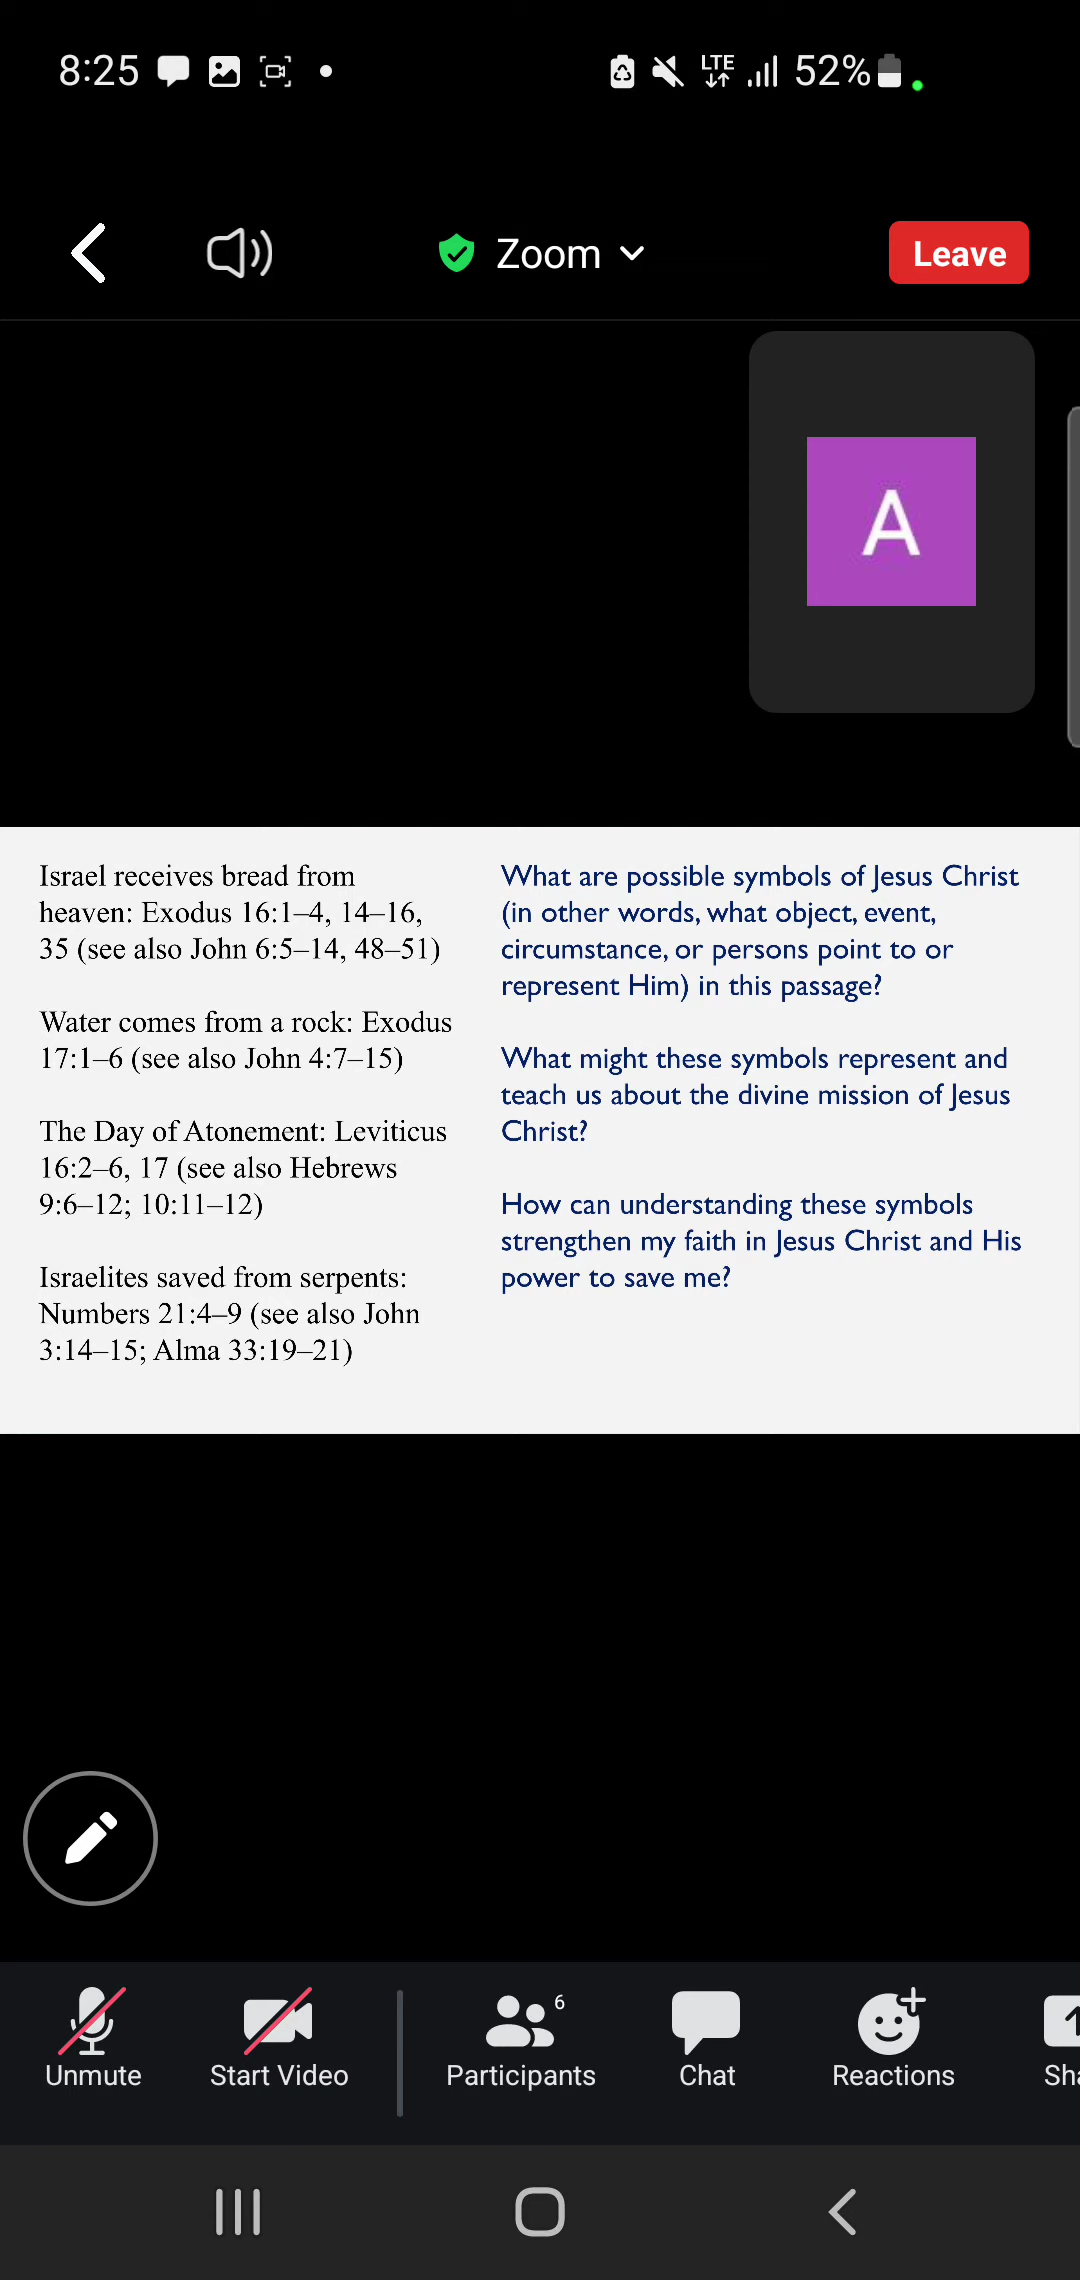 8:25
LTE
52%
Zoom
Leave
A
Israel receives bread from
heaven: Exodus 16:1–4, 14–16,
35 (see also John 6:5–14, 48–51)
Water comes from a rock: Exodus
17:1–6 (see also John 4:7–15)
The Day of Atonement: Leviticus
16:2–6, 17 (see also Hebrews
9:6–12; 10:11–12)
Israelites saved from serpents:
Numbers 21:4–9 (see also John
3:14–15; Alma 33:19–21)
What are possible symbols of Jesus Christ
(in other words, what object, event,
circumstance, or persons point to or
represent Him) in this passage?
What might these symbols represent and
teach us about the divine mission of Jesus
Christ?
How can understanding these symbols
strengthen my faith in Jesus Christ and His
power to save me?
6
Unmute
Start Video
Participants
Chat
Reactions
Sha